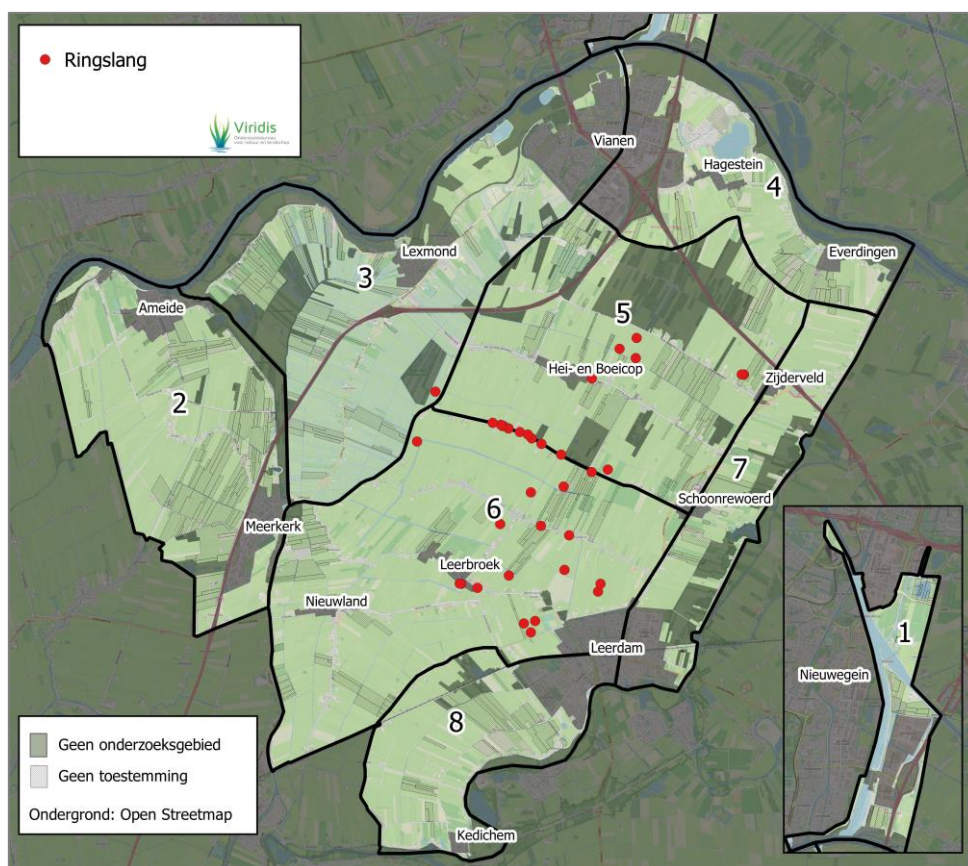 Ringslang
Viridis
Onderzoeksbureau
voor natuur en landschap
Vianen
Hagestein
4
Everdingen
Lexmond
3
Ameide
5
Hei- en Boeicop
Zijderveld
2
7
Schoonrewoerd
6
Meerkerk
Leerbroek
Nieuwland
Leerdam
1
Nieuwegein
8
Kedichem
Geen onderzoeksgebied
Geen toestemming
Ondergrond: Open Streetmap